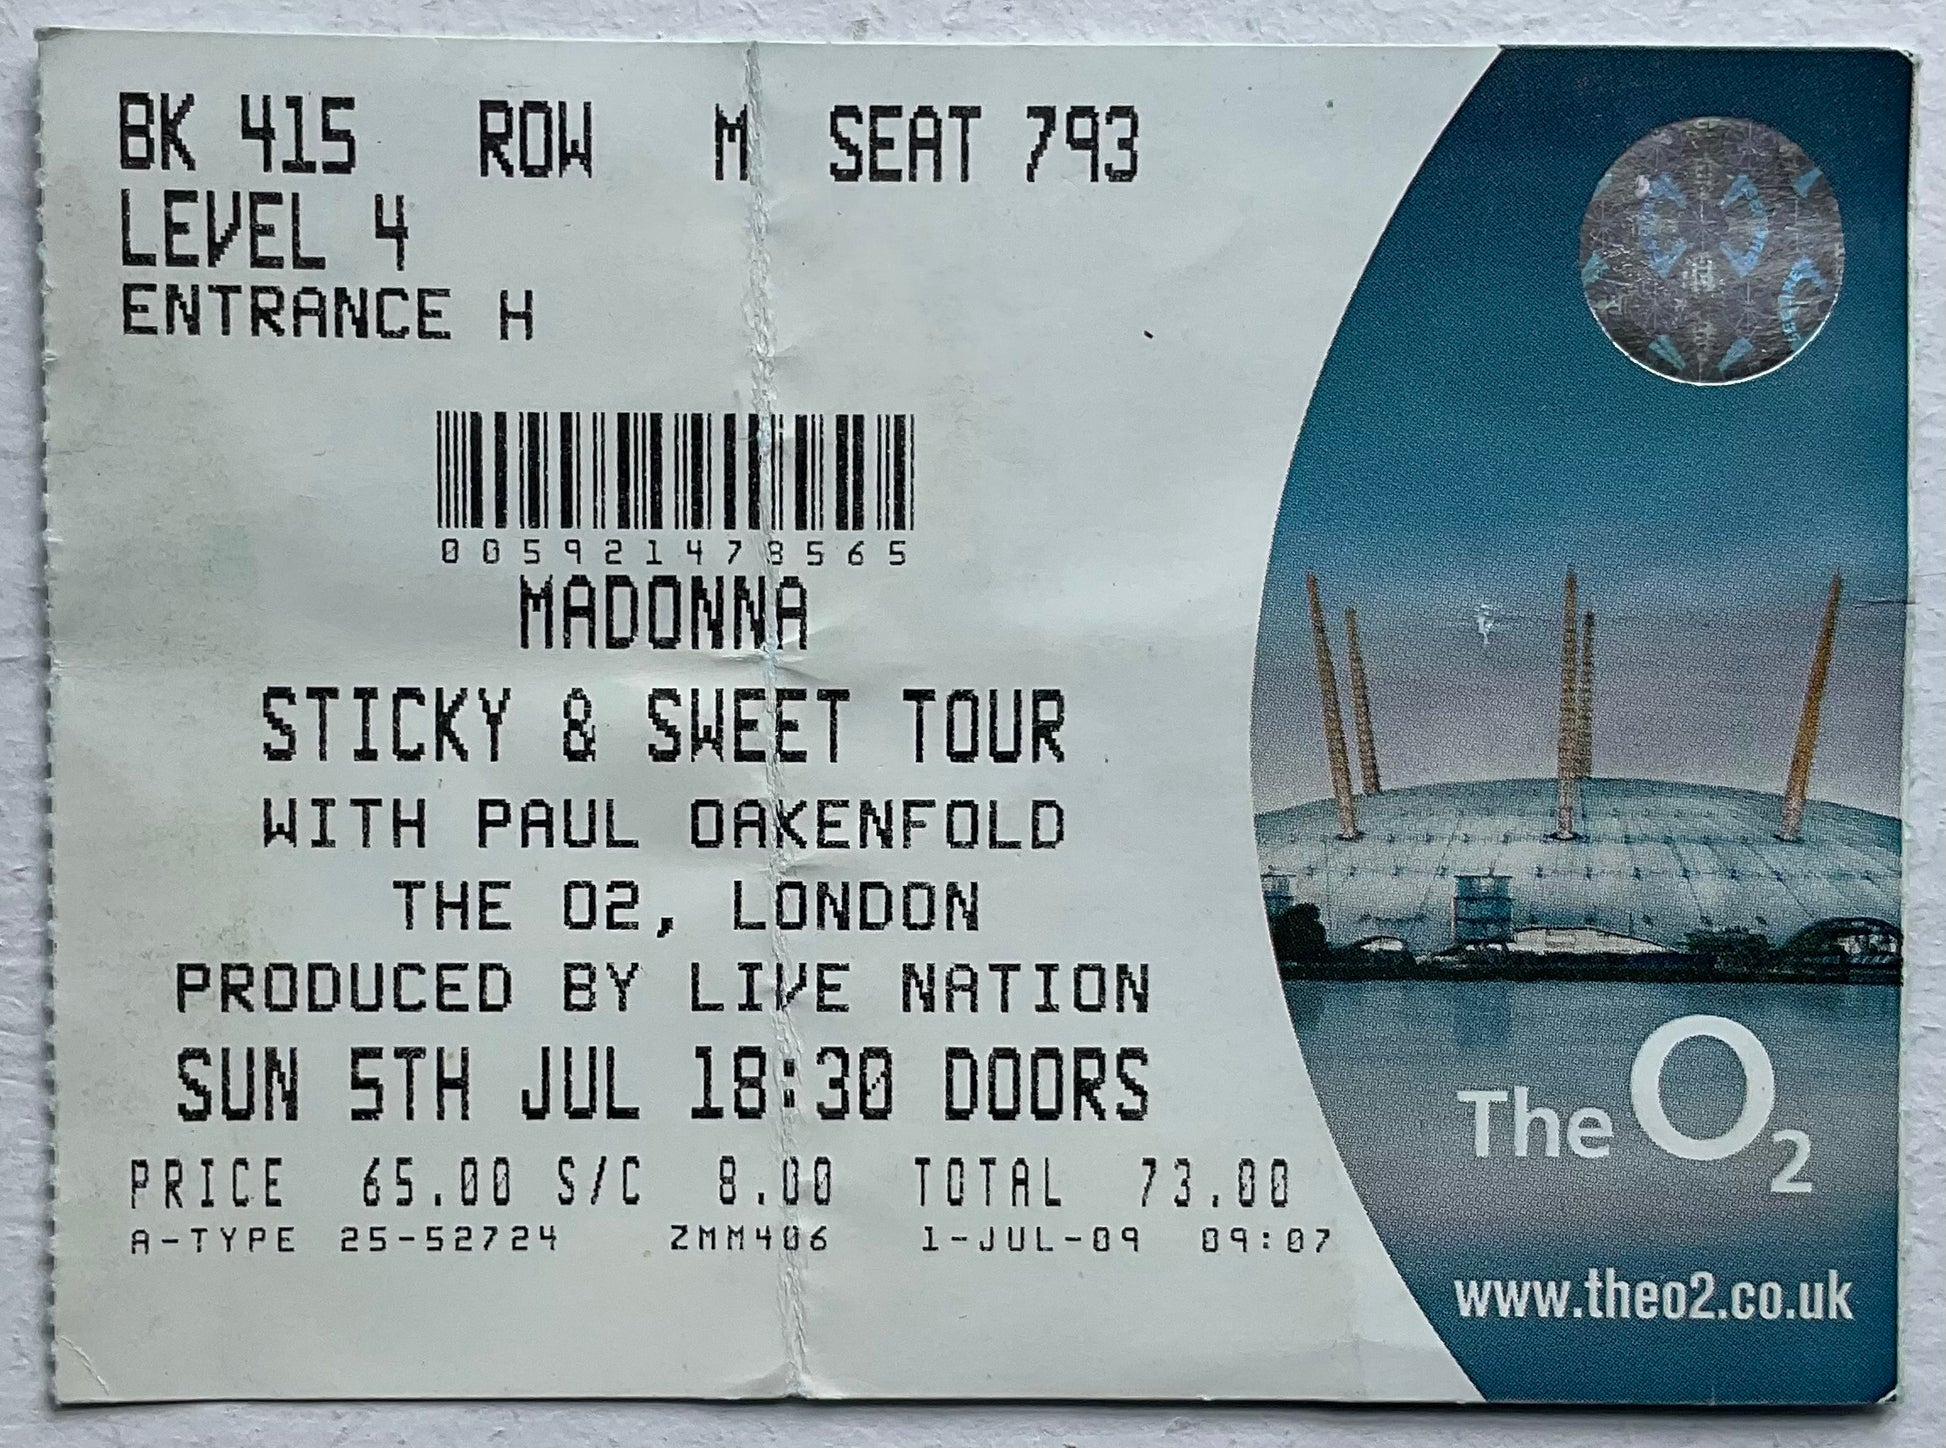 BK 415 ROW M SEAT 793
LEVEL 4
ENTRANCE H
005921478565
MADONNA
STICKY & SWEET TOUR
WITH PAUL OAKENFOLD
THE O2, LONDON
PRODUCED BY LIVE NATION
SUN 5TH JUL 18:30 DOORS
PRICE 65.00 S/C 8.00 TOTAL 73.00
A-TYPE 25-52724 ZMM406 1-JUL-09 09:07
The O2
www.theo2.co.uk